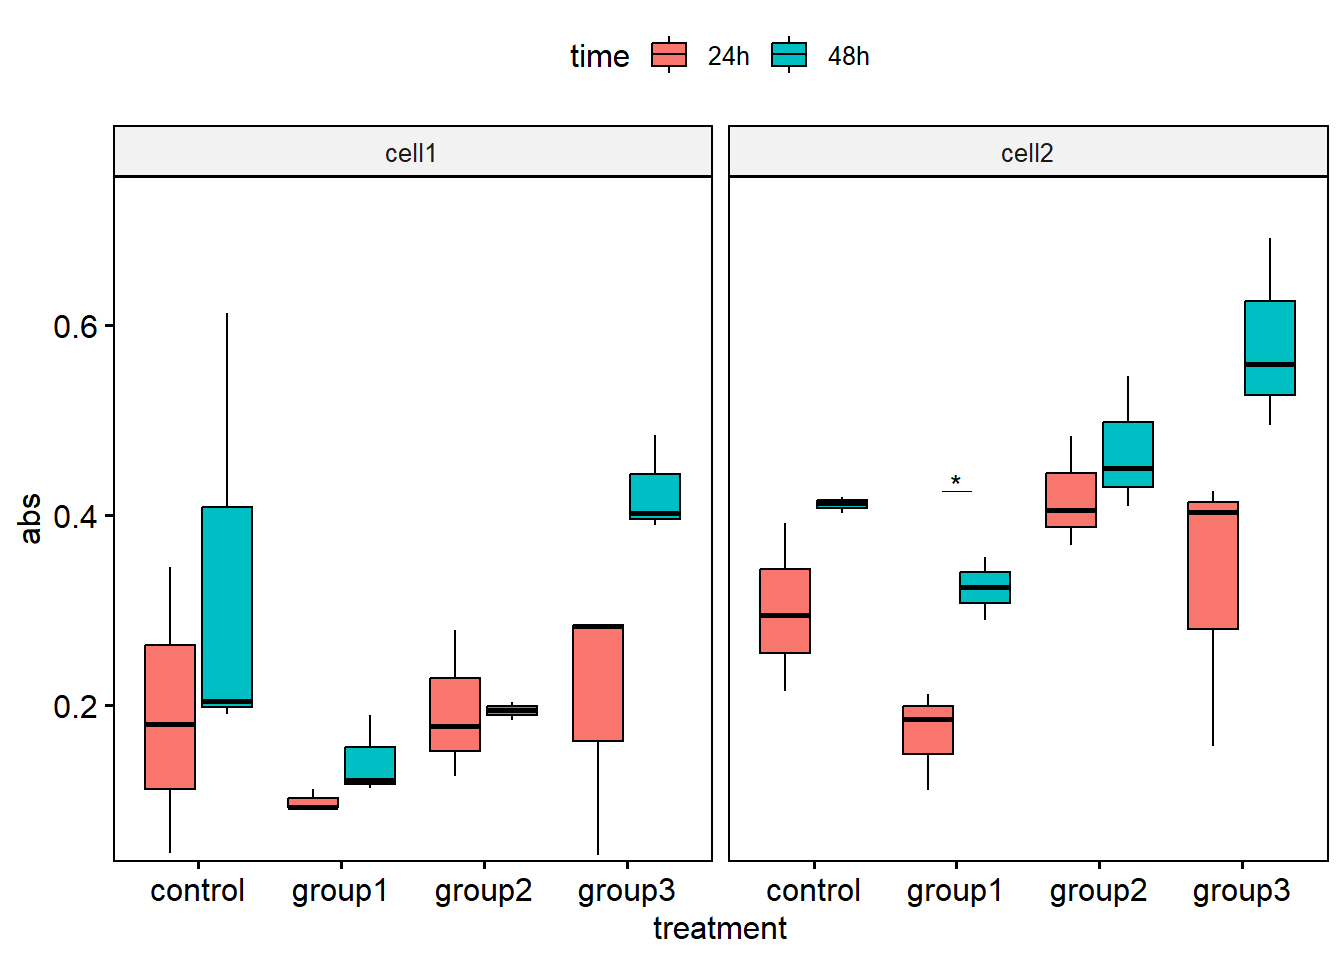 time 24h 48h
cell1 cell2
0.6
*
0.4
0.2
abs
control group1 group2 group3 control group1 group2 group3
treatment